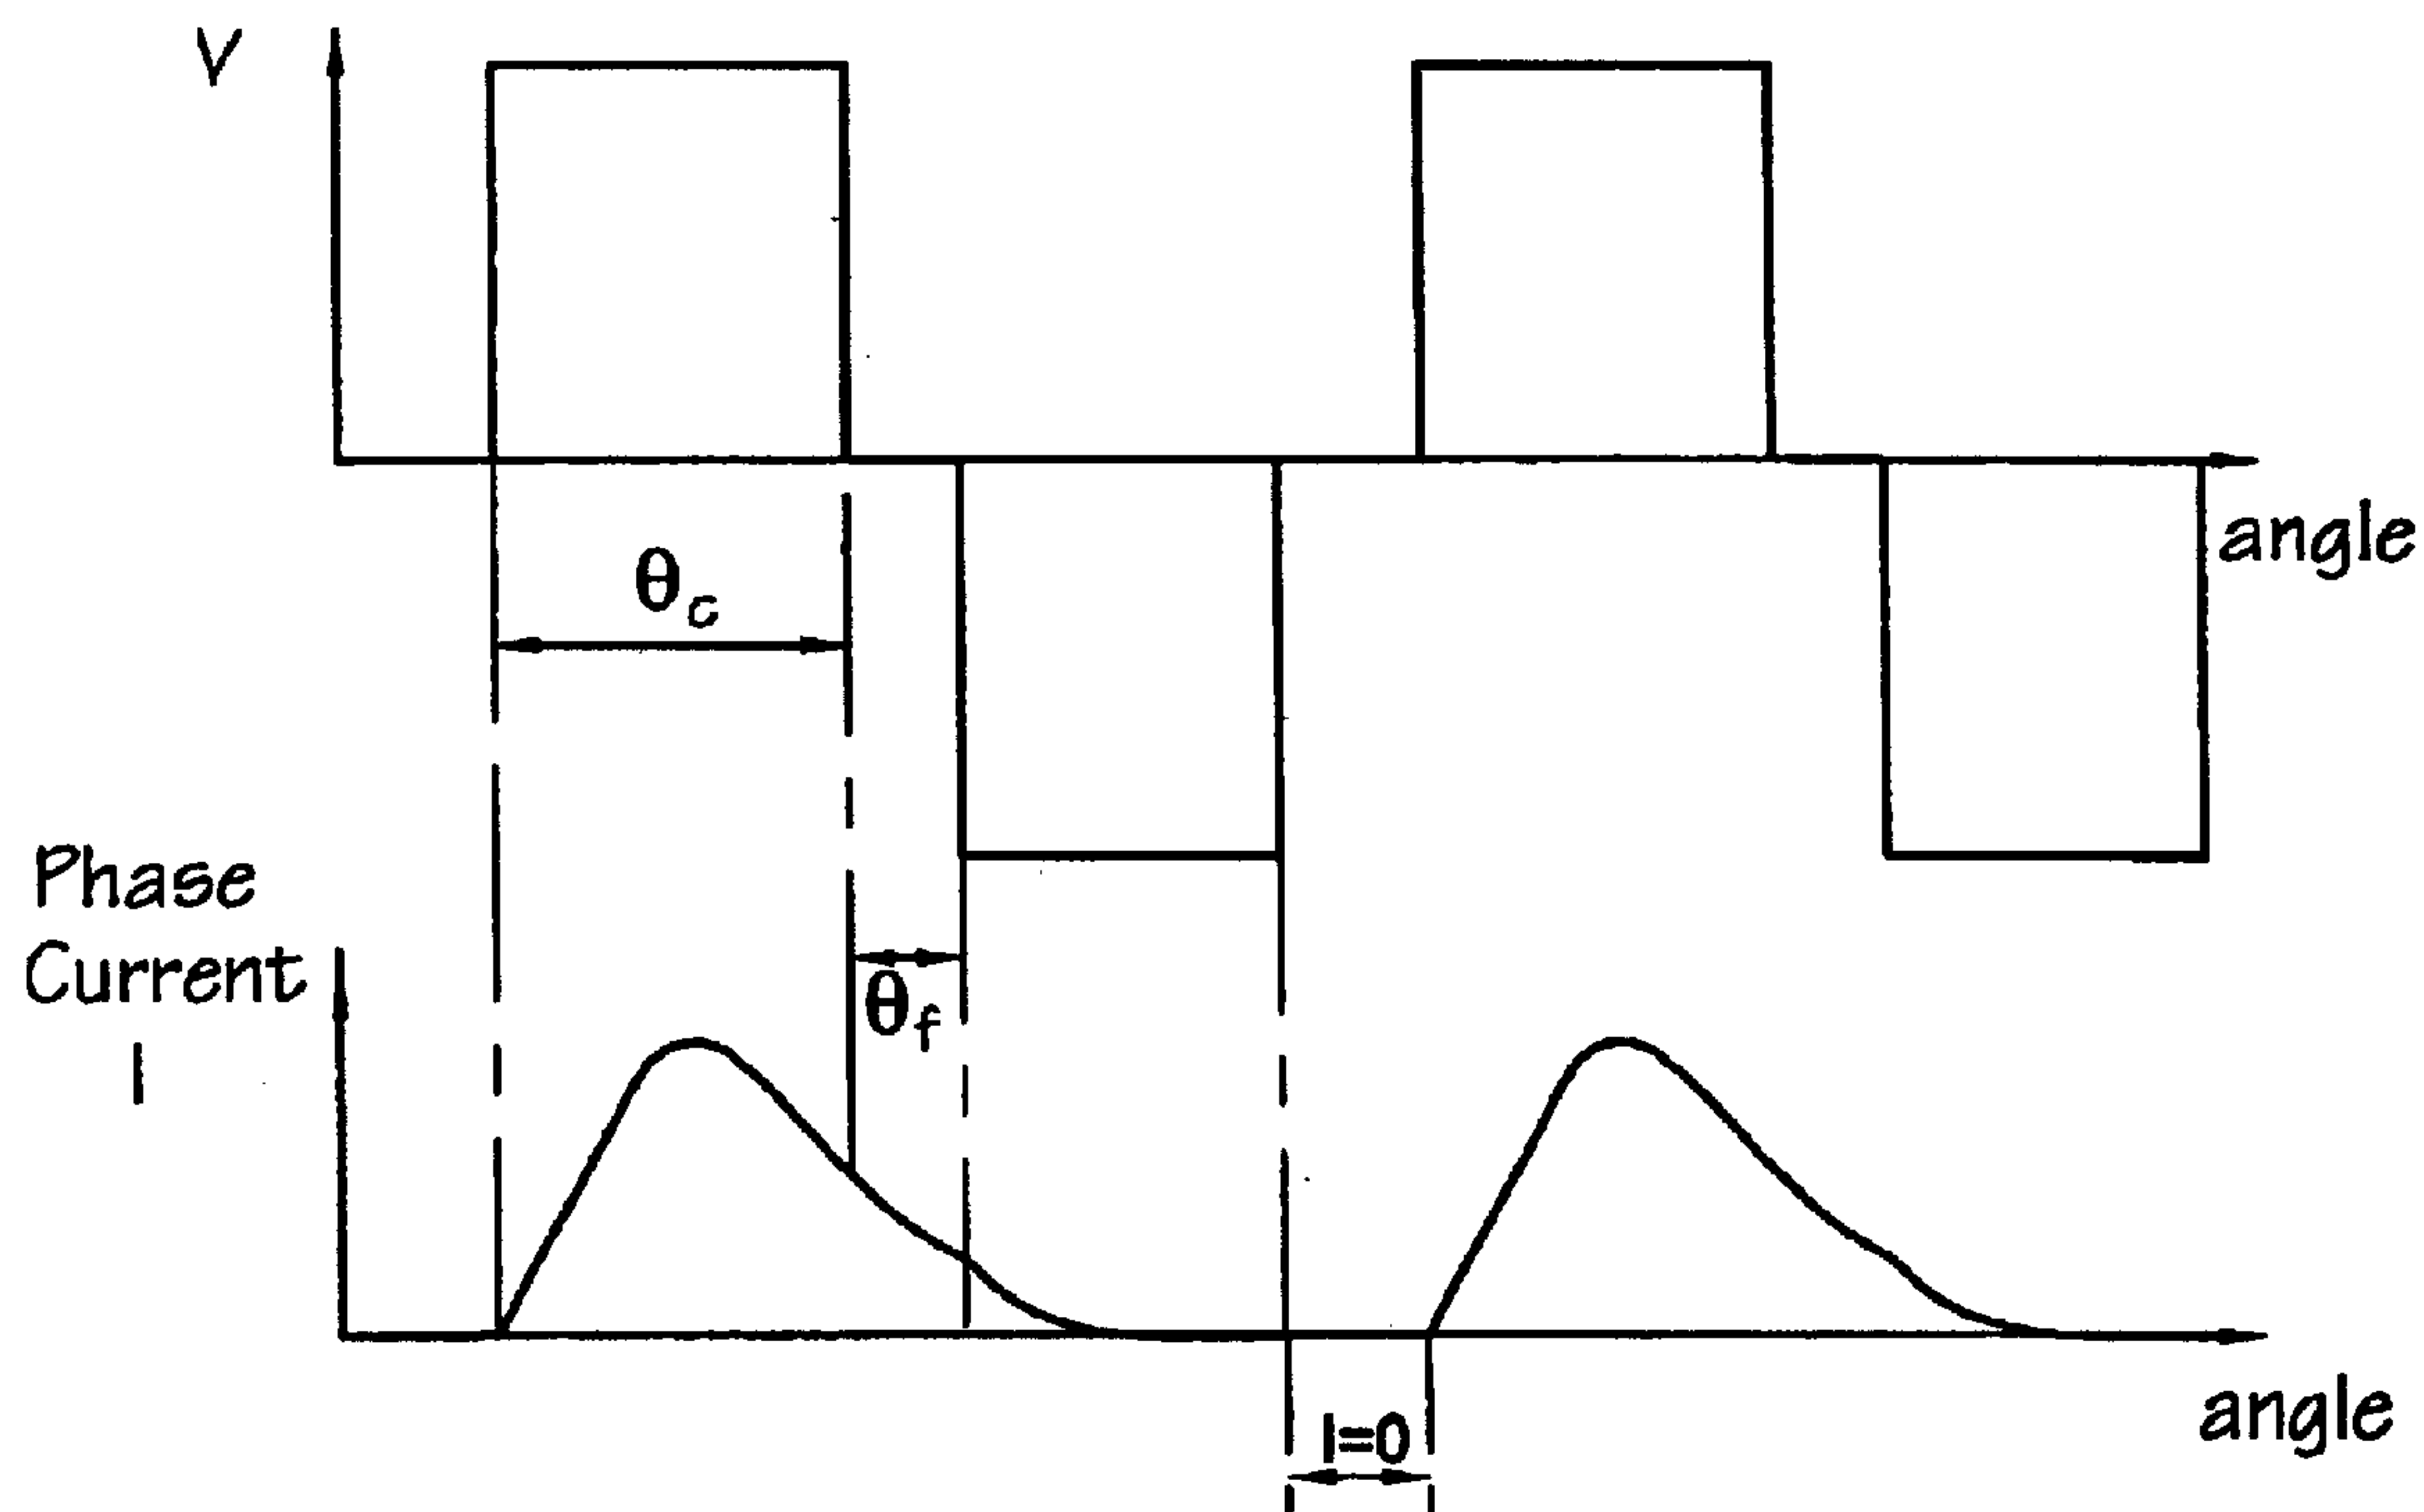 V
angle
θc
Phase
Current
I
θf
angle
I=0